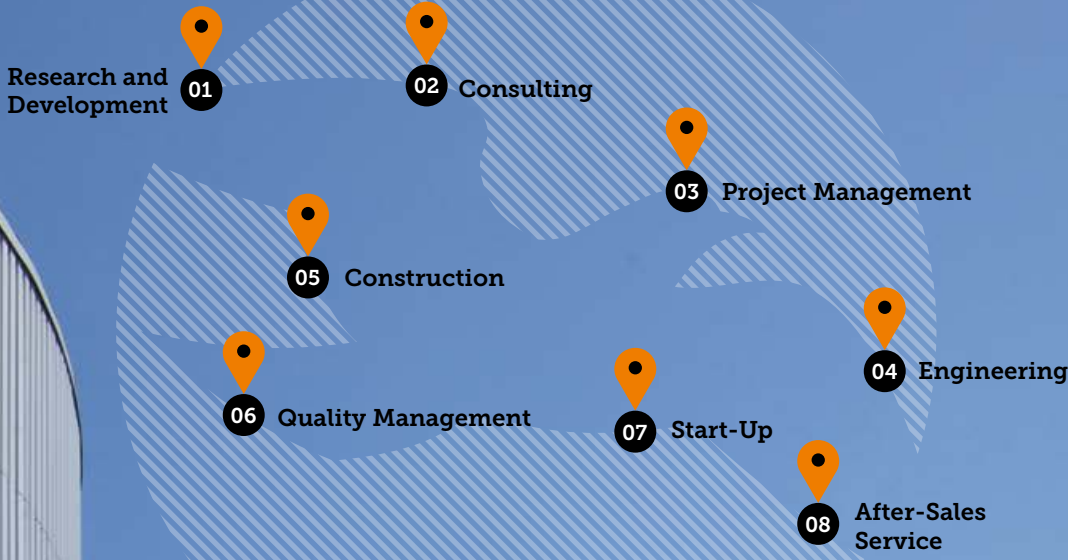 01
Research and
Development
02
Consulting
03
Project Management
04
Engineering
05
Construction
06
Quality Management
07
Start-Up
08
After-Sales
Service